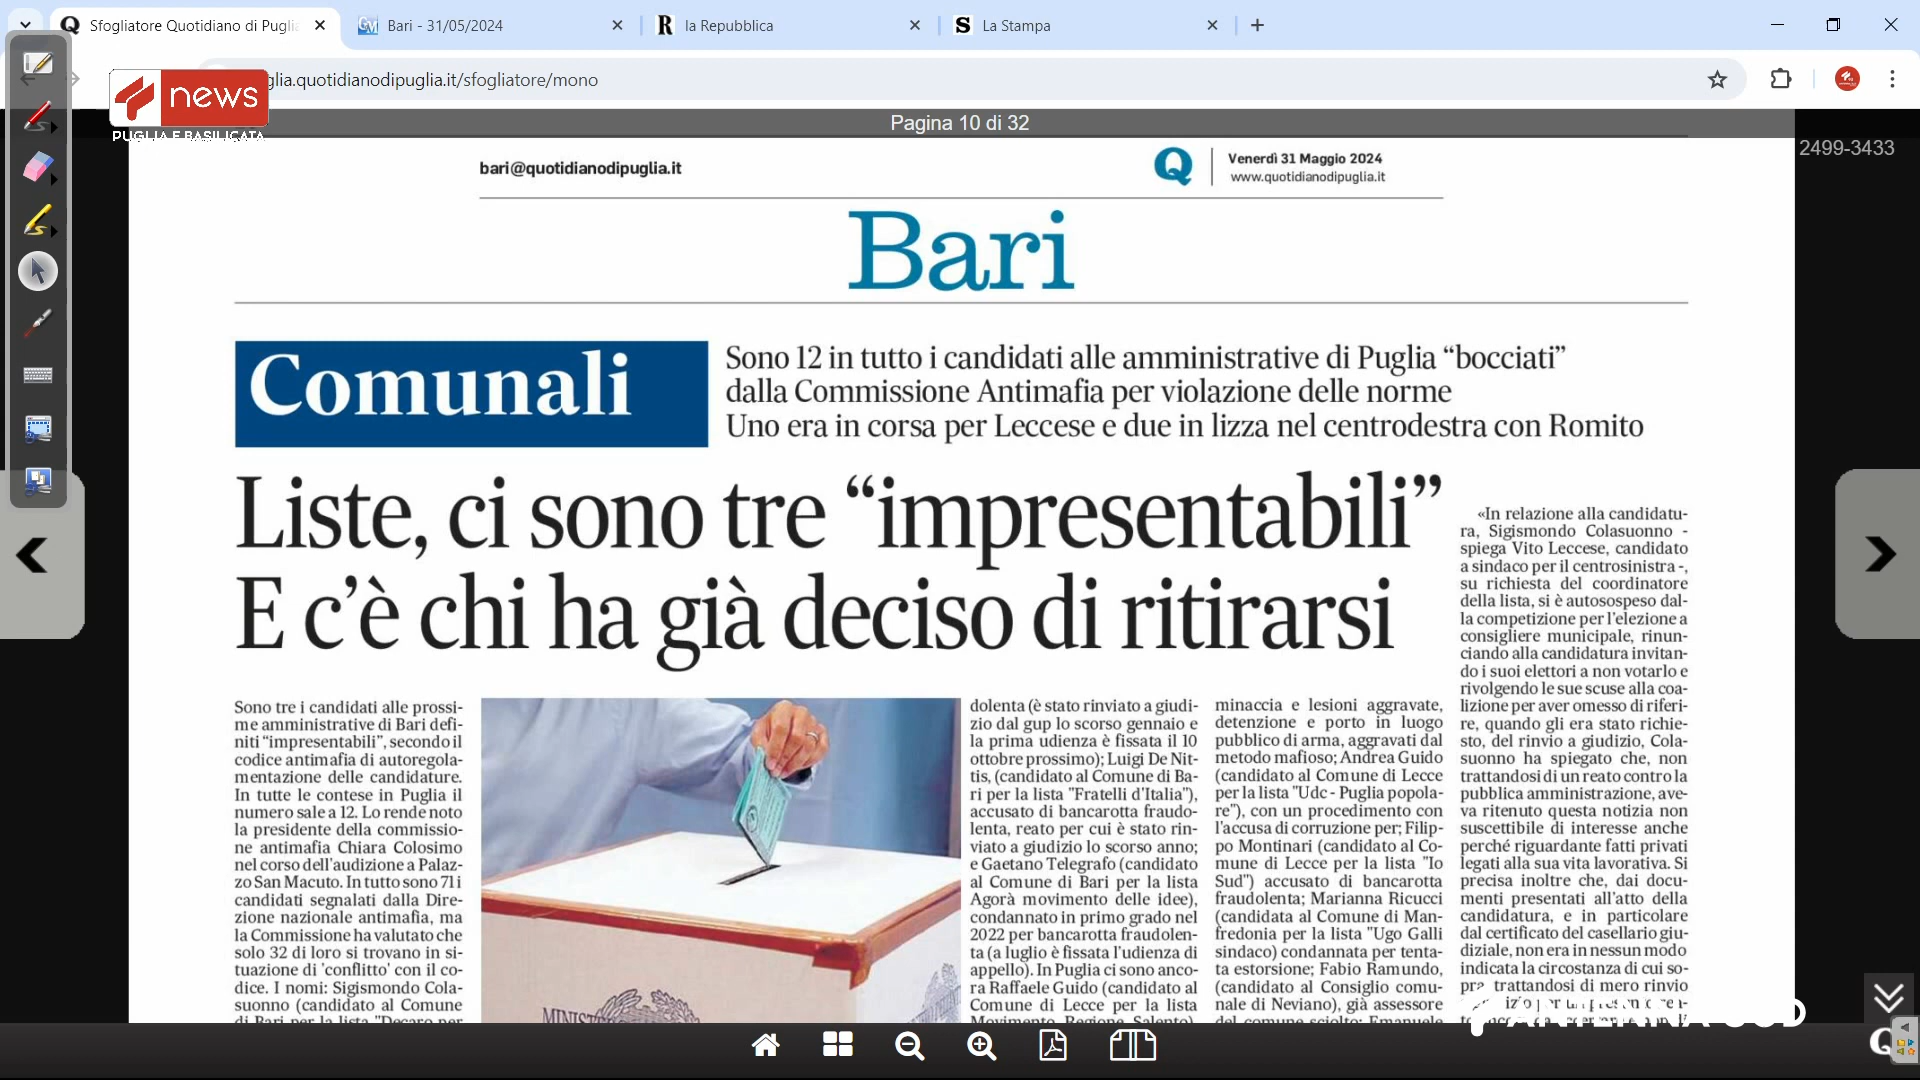 Sfogliatore Quotidiano di Pugli
Bari - 31/05/2024
la Repubblica
La Stampa
glia.quotidianodipuglia.it/sfogliatore/mono
news
PUGLIA E BASILICATA
Pagina 10 di 32
2499-3433
bari@quotidianodipuglia.it
Q
Venerdì 31 Maggio 2024
www.quotidianodipuglia.it
Bari
Comunali
Sono 12 in tutto i candidati alle amministrative di Puglia “bocciati”
dalla Commissione Antimafia per violazione delle norme
Uno era in corsa per Leccese e due in lizza nel centrodestra con Romito
Liste, ci sono tre “impresentabili”
E c’è chi ha già deciso di ritirarsi
Sono tre i candidati alle prossi-
me amministrative di Bari defi-
niti “impresentabili”, secondo il
codice antimafia di autoregola-
mentazione delle candidature.
In tutte le contese in Puglia il
numero sale a 12. Lo rende noto
la presidente della commissio-
ne antimafia Chiara Colosimo
nel corso dell'audizione a Palaz-
zo San Macuto. In tutto sono 71 i
candidati segnalati dalla Dire-
zione nazionale antimafia, ma
la Commissione ha valutato che
solo 32 di loro si trovano in si-
tuazione di 'conflitto' con il co-
dice. I nomi: Sigismondo Cola-
suonno (candidato al Comune
di Bari per la lista "Decaro per
MINIST
dolenta (è stato rinviato a giudi-
zio dal gup lo scorso gennaio e
la prima udienza è fissata il 10
ottobre prossimo); Luigi De Nit-
tis, (candidato al Comune di Ba-
ri per la lista "Fratelli d'Italia"),
accusato di bancarotta fraudo-
lenta, reato per cui è stato rin-
viato a giudizio lo scorso anno;
e Gaetano Telegrafo (candidato
al Comune di Bari per la lista
Agorà movimento delle idee),
condannato in primo grado nel
2022 per bancarotta fraudolen-
ta (a luglio è fissata l'udienza di
appello). In Puglia ci sono anco-
ra Raffaele Guido (candidato al
Comune di Lecce per la lista
Movimento Regione Salento),
minaccia e lesioni aggravate,
detenzione e porto in luogo
pubblico di arma, aggravati dal
metodo mafioso; Andrea Guido
(candidato al Comune di Lecce
per la lista "Udc - Puglia popola-
re"), con un procedimento con
l'accusa di corruzione per; Filip-
po Montinari (candidato al Co-
mune di Lecce per la lista "Io
Sud") accusato di bancarotta
fraudolenta; Marianna Ricucci
(candidata al Comune di Man-
fredonia per la lista "Ugo Galli
sindaco) condannata per tenta-
ta estorsione; Fabio Ramundo,
(candidato al Consiglio comu-
nale di Neviano), già assessore
del comune sciolto; Emanuele
«In relazione alla candidatu-
ra, Sigismondo Colasuonno -
spiega Vito Leccese, candidato
a sindaco per il centrosinistra -,
su richiesta del coordinatore
della lista, si è autosospeso dal-
la competizione per l'elezione a
consigliere municipale, rinun-
ciando alla candidatura invitan-
do i suoi elettori a non votarlo e
rivolgendo le sue scuse alla coa-
lizione per aver omesso di riferi-
re, quando gli era stato richie-
sto, del rinvio a giudizio, Cola-
suonno ha spiegato che, non
trattandosi di un reato contro la
pubblica amministrazione, ave-
va ritenuto questa notizia non
suscettibile di interesse anche
perché riguardante fatti privati
legati alla sua vita lavorativa. Si
precisa inoltre che, dai docu-
menti presentati all'atto della
candidatura, e in particolare
dal certificato del casellario giu-
diziale, non era in nessun modo
indicata la circostanza di cui so-
pra, trattandosi di mero rinvio
ANTENNA SUD